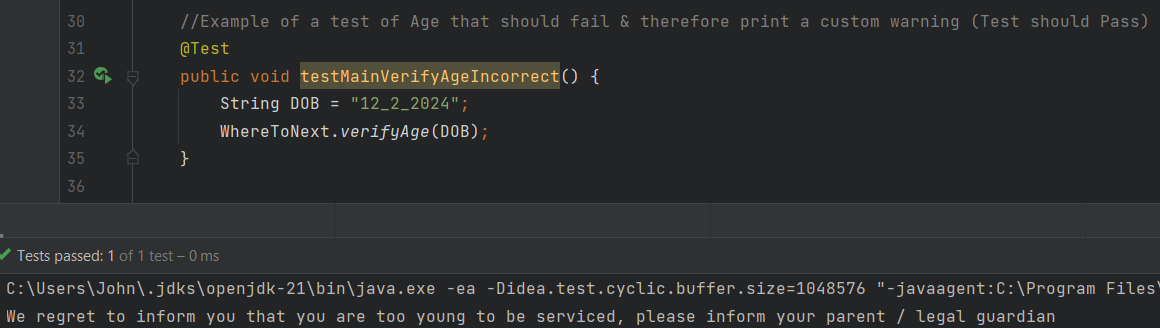 30 //Example of a test of Age that should fail & therefore print a custom warning (Test should Pass)
31 @Test
32 public void testMainVerifyAgeIncorrect() {
33 String DOB = "12_2_2024";
34 WhereToNext.verifyAge(DOB);
35 }
36
Tests passed: 1 of 1 test – 0 ms
C:\Users\John\.jdks\openjdk-21\bin\java.exe -ea -Didea.test.cyclic.buffer.size=1048576 "-javaagent:C:\Program Files\
We regret to inform you that you are too young to be serviced, please inform your parent / legal guardian